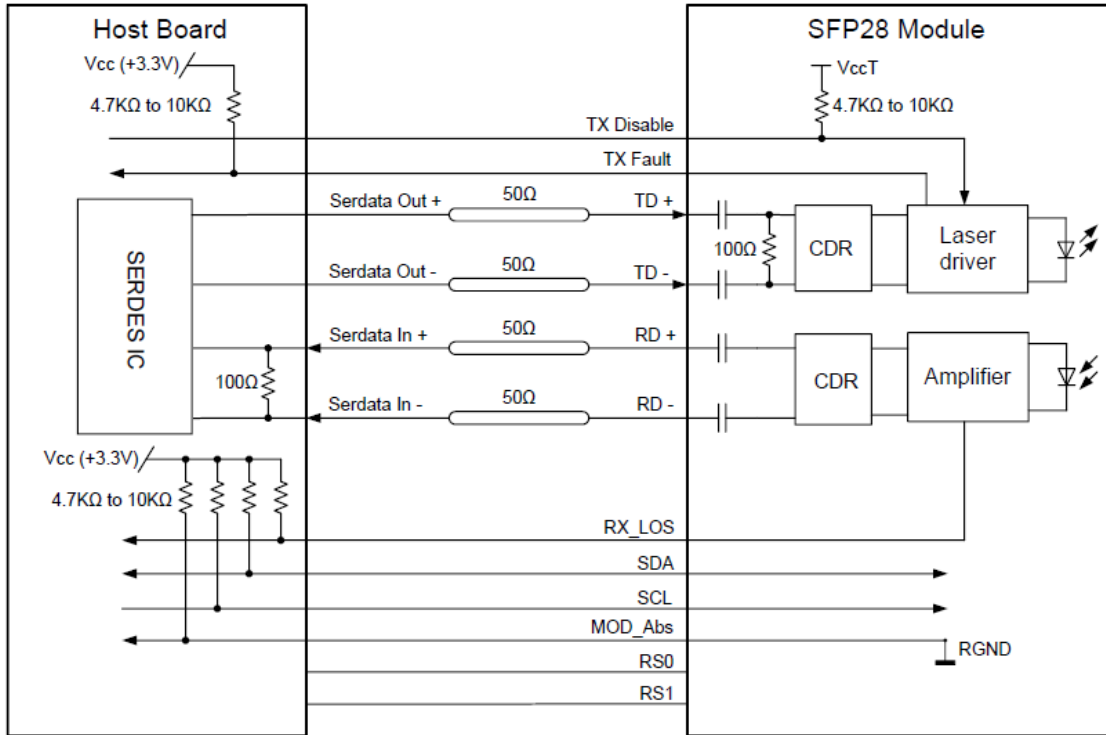 Host Board
SFP28 Module
Vcc (+3.3V)
4.7KΩ to 10KΩ
VccT
4.7KΩ to 10KΩ
TX Disable
TX Fault
Serdata Out +
50Ω
TD +
SERDES IC
100Ω
CDR
Laser
driver
Serdata Out -
50Ω
TD -
Serdata In +
50Ω
RD +
100Ω
CDR
Amplifier
Serdata In -
50Ω
RD -
Vcc (+3.3V)
4.7KΩ to 10KΩ
RX_LOS
SDA
SCL
MOD_Abs
RGND
RS0
RS1